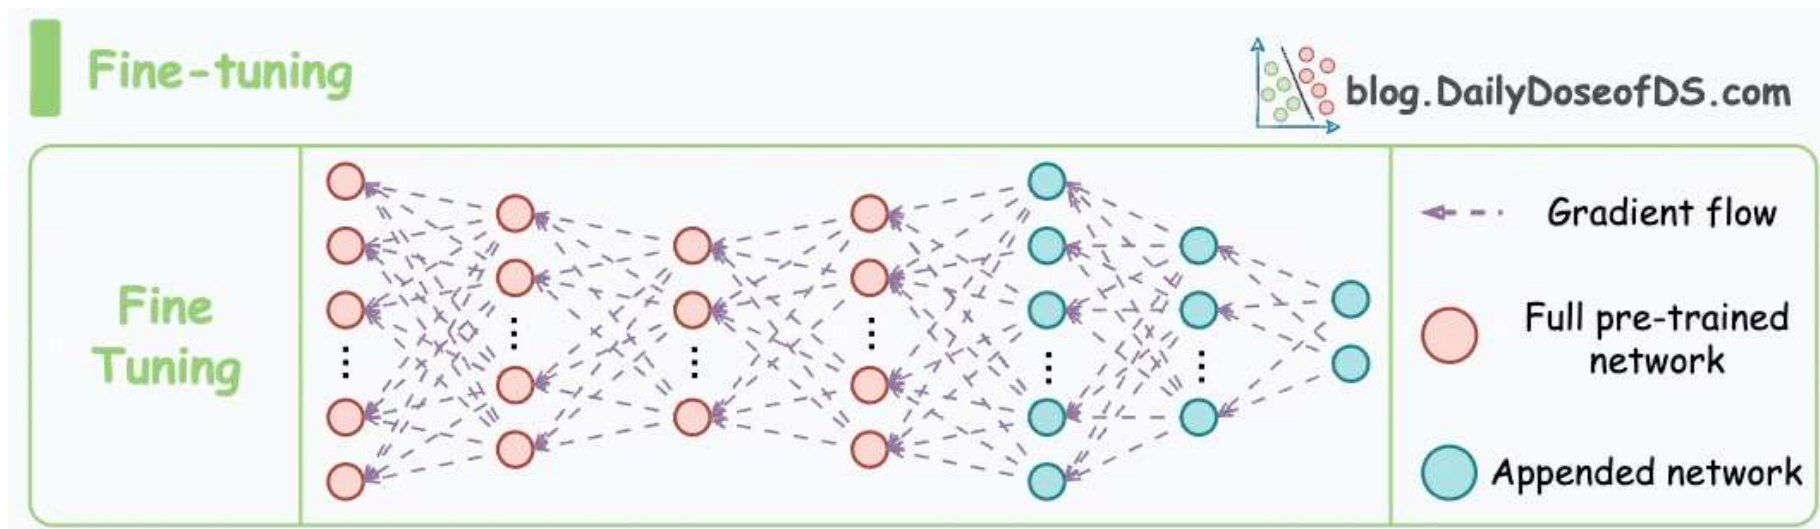 Fine-tuning
blog.DailyDoseofDS.com
Fine
Tuning
Gradient flow
Full pre-trained
network
Appended network